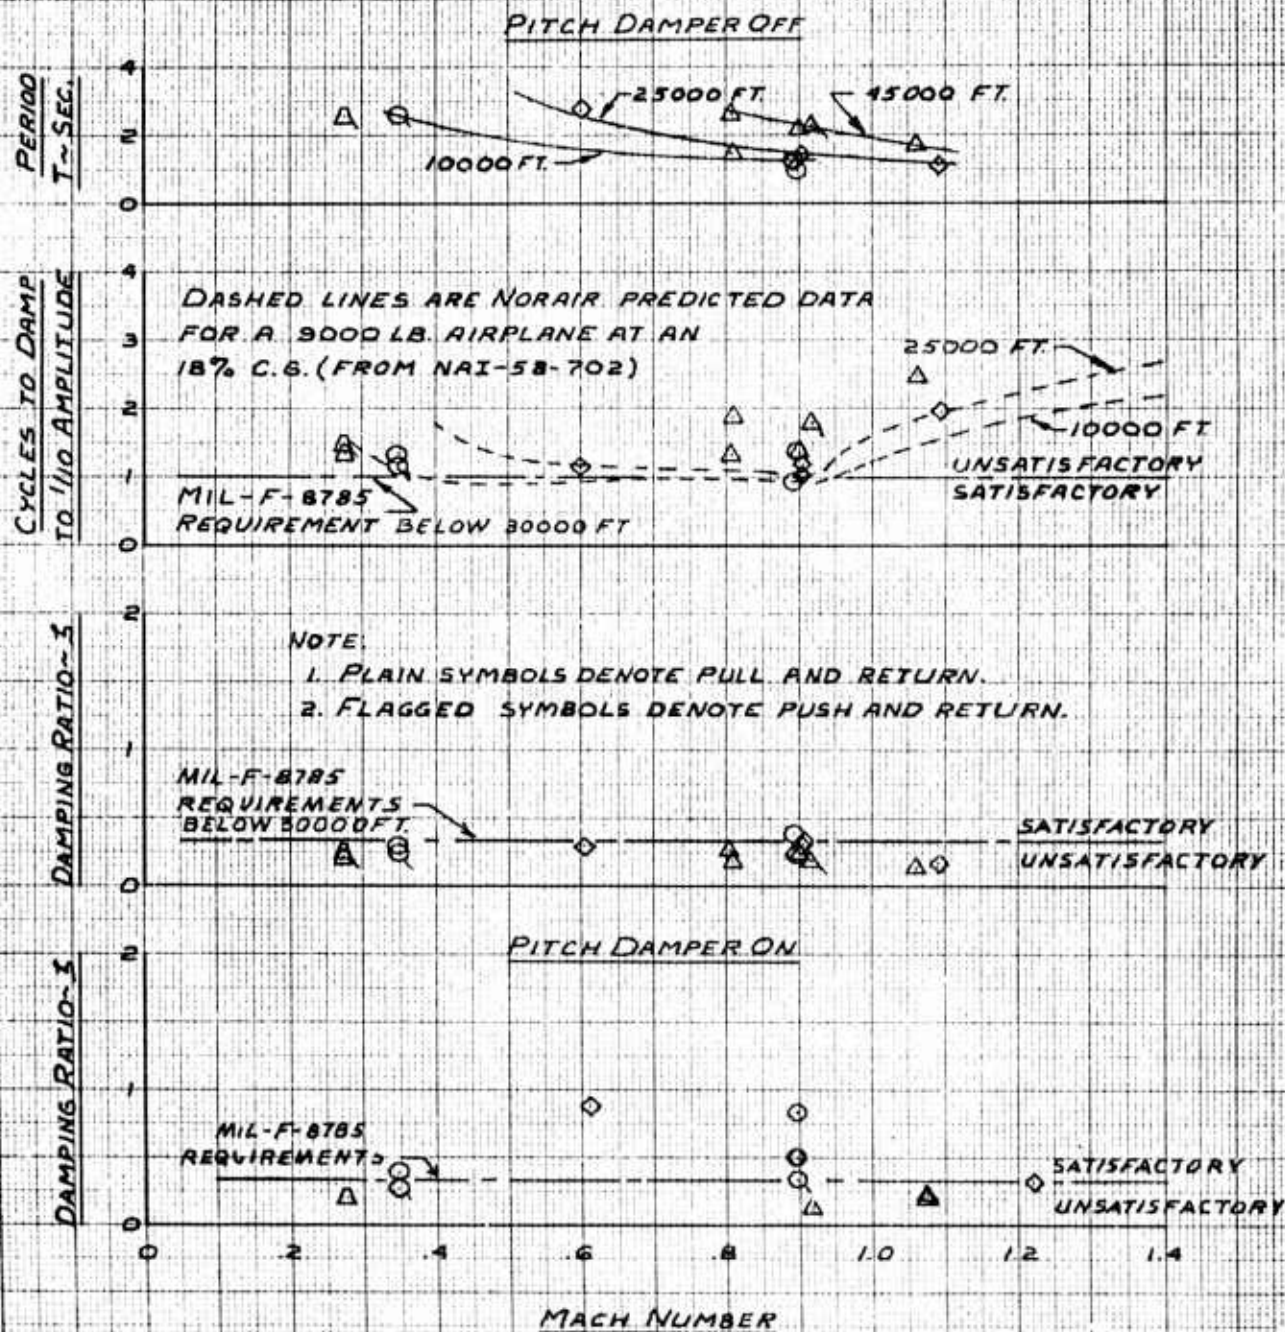 PITCH DAMPER OFF
PERIOD
T~SEC.
4
2
0
25000 FT.
45000 FT.
10000 FT.
CYCLES TO DAMP
TO 1/10 AMPLITUDE
4
3
2
1
0
DASHED LINES ARE NORAIR PREDICTED DATA
FOR A 9000 LB. AIRPLANE AT AN
18% C.G. (FROM NAI-58-702)
25000 FT.
10000 FT.
UNSATISFACTORY
SATISFACTORY
MIL-F-8785
REQUIREMENT BELOW 30000 FT
DAMPING RATIO~ζ
2
1
0
NOTE:
1. PLAIN SYMBOLS DENOTE PULL AND RETURN.
2. FLAGGED SYMBOLS DENOTE PUSH AND RETURN.
MIL-F-8785
REQUIREMENTS
BELOW 30000 FT.
SATISFACTORY
UNSATISFACTORY
PITCH DAMPER ON
DAMPING RATIO~ζ
2
1
0
MIL-F-8785
REQUIREMENTS
SATISFACTORY
UNSATISFACTORY
0 .2 .4 .6 .8 1.0 1.2 1.4
MACH NUMBER